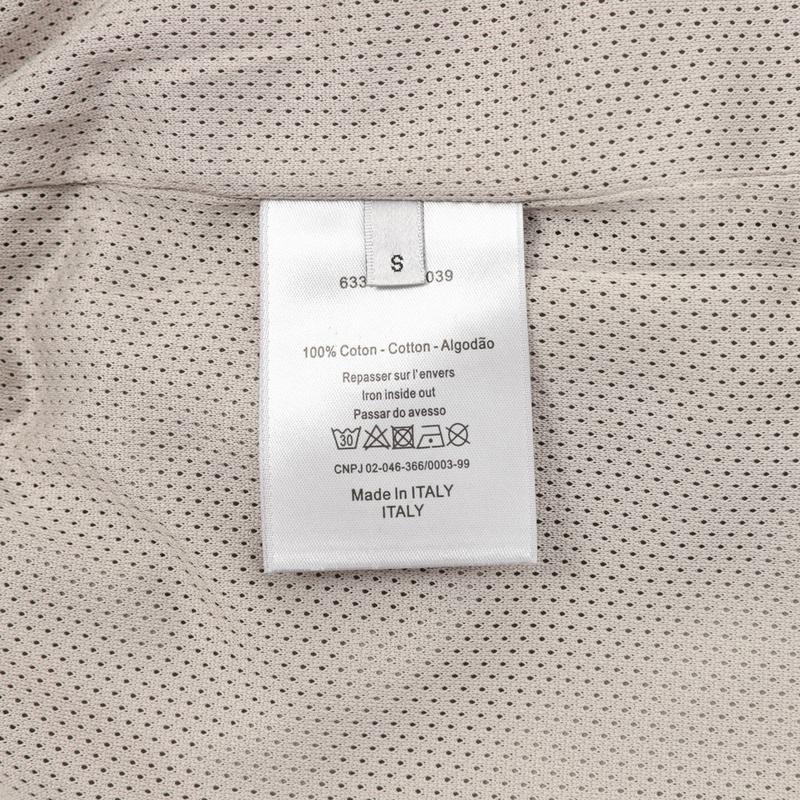 S
633 039
100% Coton - Cotton - Algodão
Repasser sur l'envers
Iron inside out
Passar do avesso
30
CNPJ 02-046-366/0003-99
Made In ITALY
ITALY